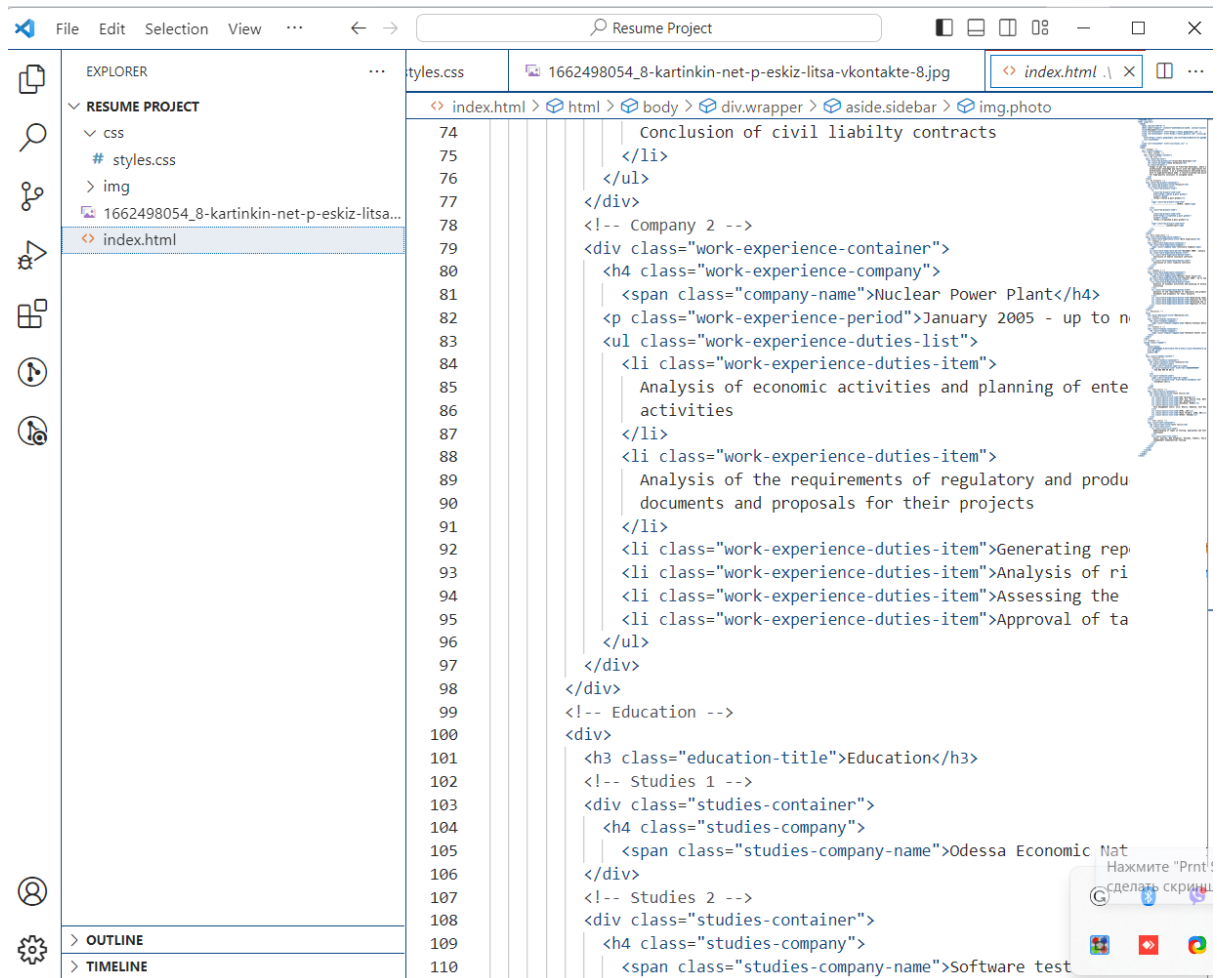 File Edit Selection View ··· Resume Project
EXPLORER ···
RESUME PROJECT
css
# styles.css
img
1662498054_8-kartinkin-net-p-eskiz-litsa...
index.html
OUTLINE
TIMELINE
styles.css 1662498054_8-kartinkin-net-p-eskiz-litsa-vkontakte-8.jpg index.html .\
index.html > html > body > div.wrapper > aside.sidebar > img.photo
74 Conclusion of civil liabilty contracts
75 </li>
76 </ul>
77 </div>
78 <!-- Company 2 -->
79 <div class="work-experience-container">
80 <h4 class="work-experience-company">
81 <span class="company-name">Nuclear Power Plant</h4>
82 <p class="work-experience-period">January 2005 - up to
83 <ul class="work-experience-duties-list">
84 <li class="work-experience-duties-item">
85 Analysis of economic activities and planning of ente
86 activities
87 </li>
88 <li class="work-experience-duties-item">
89 Analysis of the requirements of regulatory and produ
90 documents and proposals for their projects
91 </li>
92 <li class="work-experience-duties-item">Generating rep
93 <li class="work-experience-duties-item">Analysis of ri
94 <li class="work-experience-duties-item">Assessing the
95 <li class="work-experience-duties-item">Approval of ta
96 </ul>
97 </div>
98 </div>
99 <!-- Education -->
100 <div>
101 <h3 class="education-title">Education</h3>
102 <!-- Studies 1 -->
103 <div class="studies-container">
104 <h4 class="studies-company">
105 <span class="studies-company-name">Odessa Economic Nat
106 </div>
107 <!-- Studies 2 -->
108 <div class="studies-container">
109 <h4 class="studies-company">
110 <span class="studies-company-name">Software test
Нажмите "Prnt
сделать скринш